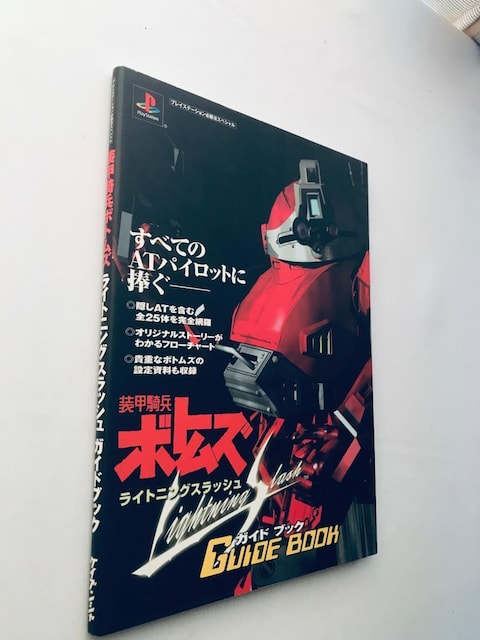 PlayStation
プレイステーション必勝法スペシャル
すべての
ATパイロットに
捧ぐ——
◎隠しATを含む
全25体を完全網羅
◎オリジナルストーリーが
わかるフローチャート
◎貴重なボトムズの
設定資料も収録
装甲騎兵
ボトムズ
ライトニングスラッシュ
Lightning Slash
ガイドブック
GUIDE BOOK
装甲騎兵ボトムズ ライトニングスラッシュ ガイドブック
ケイブンシャ